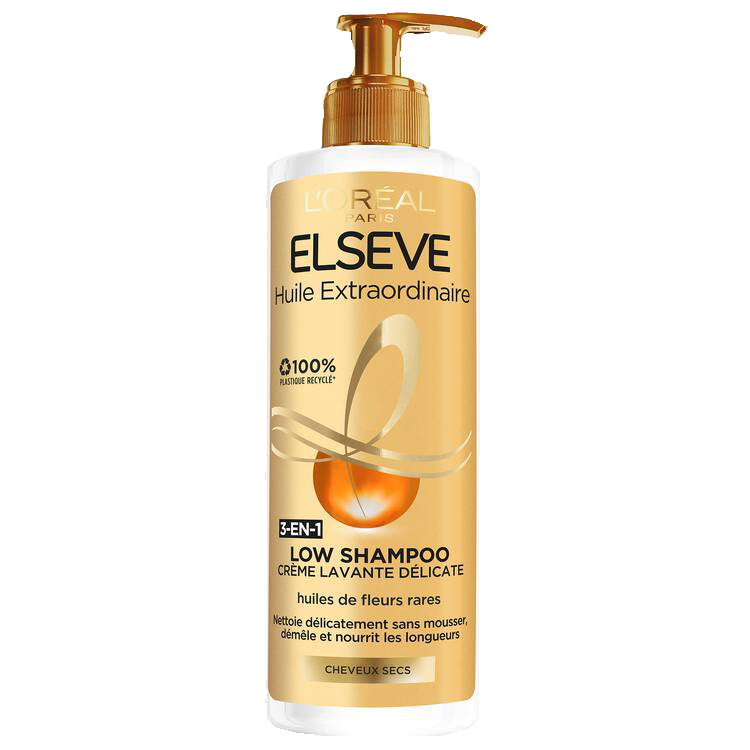 L'ORÉAL
PARIS
ELSEVE
Huile Extraordinaire
100%
PLASTIQUE RECYCLÉ*
3-EN-1
LOW SHAMPOO
CRÈME LAVANTE DÉLICATE
huiles de fleurs rares
Nettoie délicatement sans mousser,
démêle et nourrit les longueurs
CHEVEUX SECS